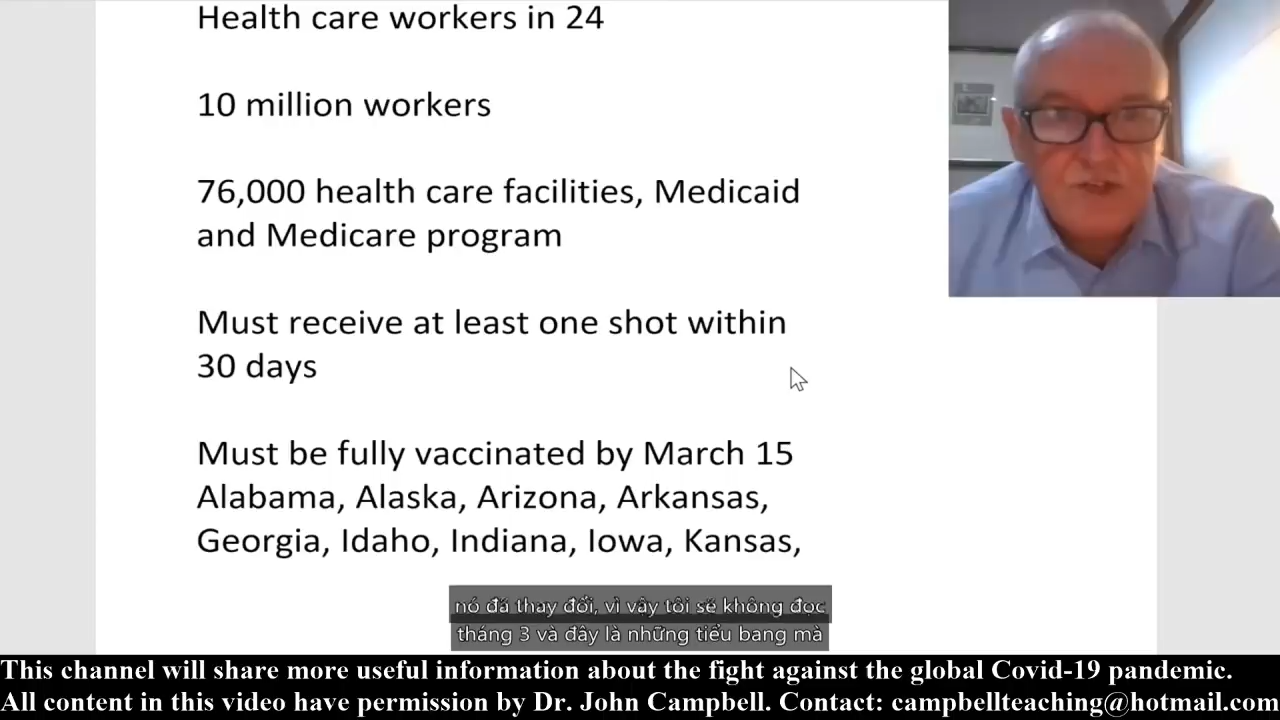 Health care workers in 24
10 million workers
76,000 health care facilities, Medicaid
and Medicare program
Must receive at least one shot within
30 days
Must be fully vaccinated by March 15
Alabama, Alaska, Arizona, Arkansas,
Georgia, Idaho, Indiana, Iowa, Kansas,
nó đã thay đổi, vì vậy tôi sẽ không đọc
tháng 3 và đây là những tiểu bang mà
This channel will share more useful information about the fight against the global Covid-19 pandemic.
All content in this video have permission by Dr. John Campbell. Contact: campbellteaching@hotmail.com